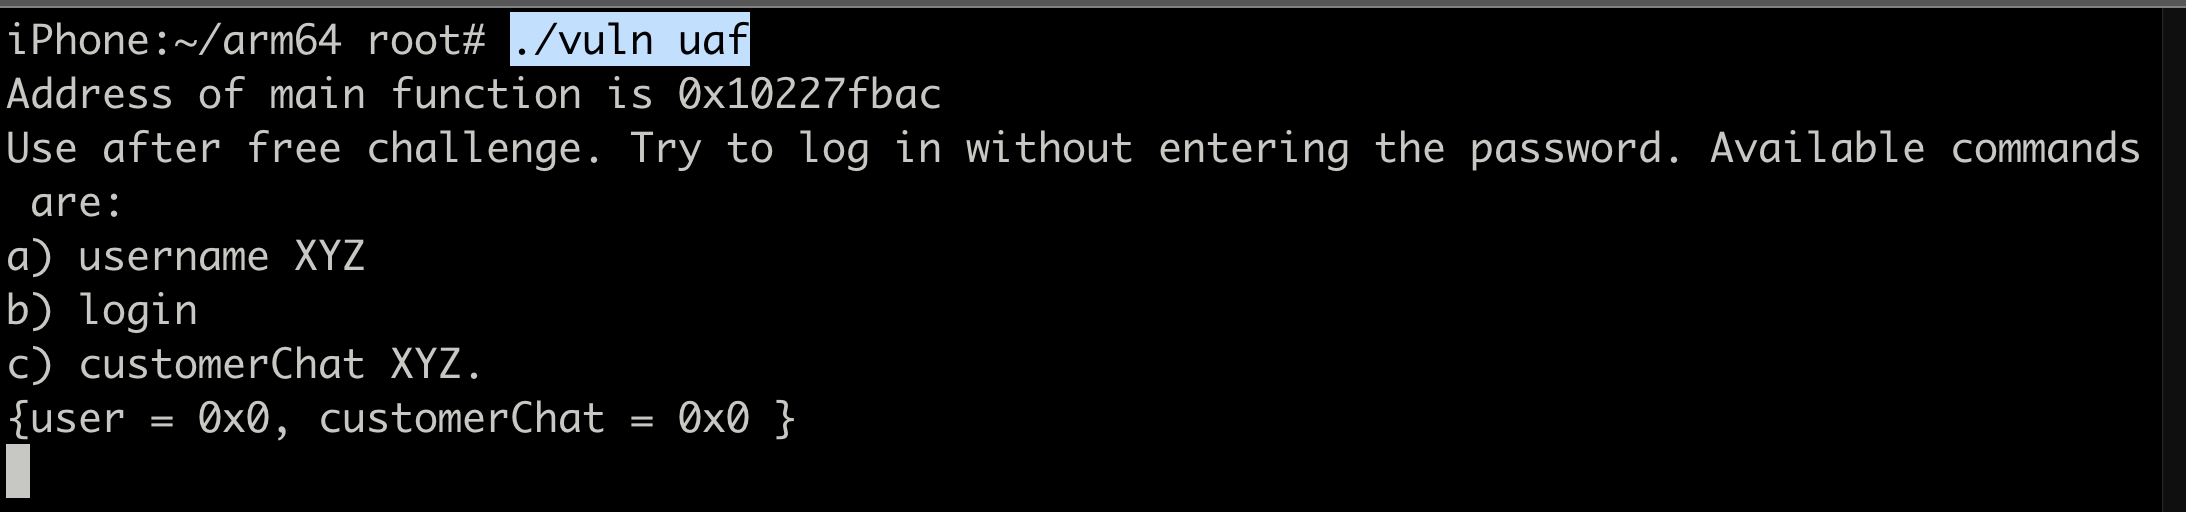 iPhone:~/arm64 root# ./vuln uaf
Address of main function is 0x10227fbac
Use after free challenge. Try to log in without entering the password. Available commands
 are:
a) username XYZ
b) login
c) customerChat XYZ.
{user = 0x0, customerChat = 0x0 }